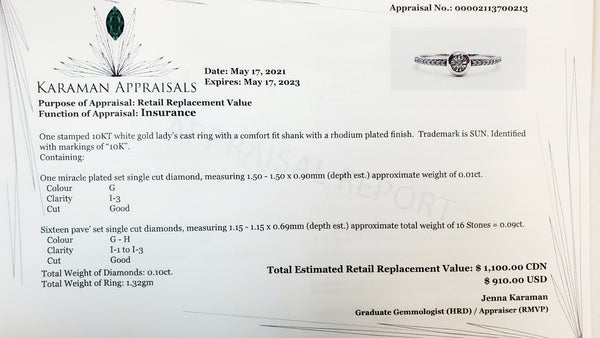 Appraisal No.: 00002113700213
KARAMAN APPRAISALS
Date: May 17, 2021
Expires: May 17, 2023
Purpose of Appraisal: Retail Replacement Value
Function of Appraisal: Insurance
One stamped 10KT white gold lady's cast ring with a comfort fit shank with a rhodium plated finish. Trademark is SUN. Identified
with markings of "10K".
Containing:
One miracle plated set single cut diamond, measuring 1.50 - 1.50 x 0.90mm (depth est.) approximate weight of 0.01ct.
Colour G
Clarity I-3
Cut Good
Sixteen pave' set single cut diamonds, measuring 1.15 - 1.15 x 0.69mm (depth est.) approximate total weight of 16 Stones = 0.09ct.
Colour G - H
Clarity I-1 to I-3
Cut Good
Total Weight of Diamonds: 0.10ct.
Total Weight of Ring: 1.32gm
Total Estimated Retail Replacement Value: $ 1,100.00 CDN
$ 910.00 USD
Jenna Karaman
Graduate Gemmologist (HRD) / Appraiser (RMVP)
APPRAISAL REPORT